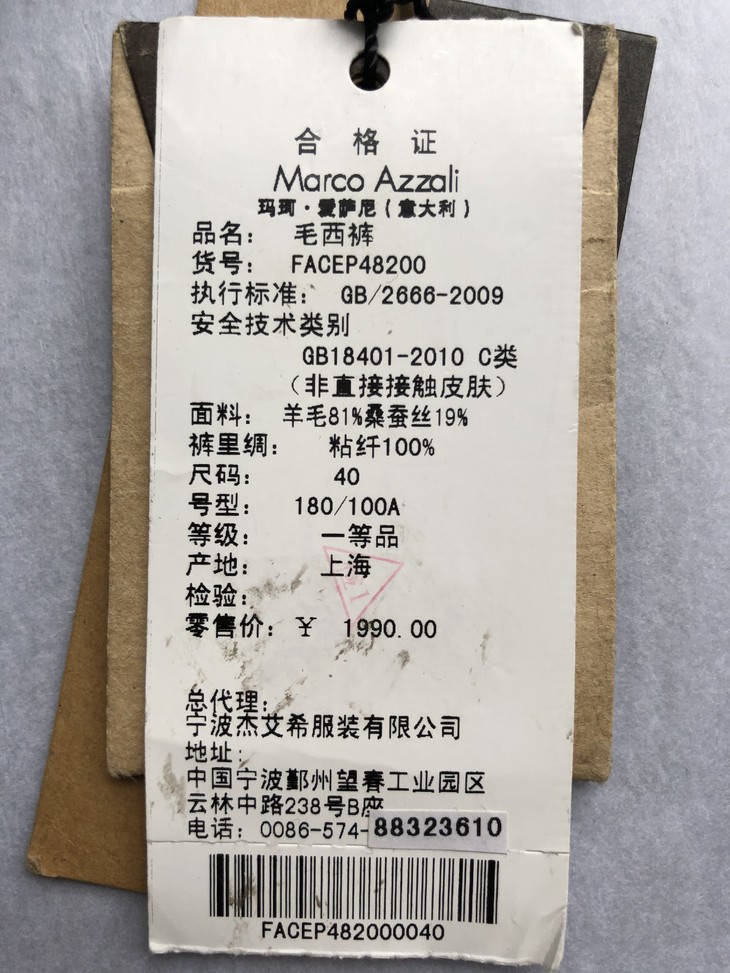 合格证
Marco Azzali
玛珂·爱萨尼(意大利)
品名: 毛西裤
货号: FACEP48200
执行标准: GB/2666-2009
安全技术类别
GB18401-2010 C类
(非直接接触皮肤)
面料: 羊毛81%桑蚕丝19%
裤里绸: 粘纤100%
尺码: 40
号型: 180/100A
等级: 一等品
产地: 上海
检验:
零售价: ¥ 1990.00
总代理:
宁波杰艾希服装有限公司
地址:
中国宁波鄞州望春工业园区
云林中路238号B座
电话: 0086-574-88323610
FACEP482000040